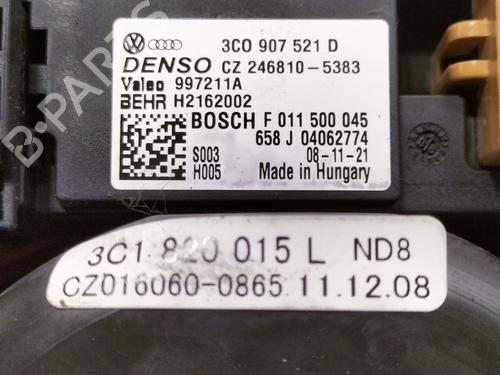 3C0 907 521 D
DENSO CZ 246810-5383
Valeo 997211A
BEHR H2162002
BOSCH F 011 500 045
658 J 04062774
S003 08-11-21
H005 Made in Hungary
3C1 820 015 L ND8
CZ016060-0865 11.12.08